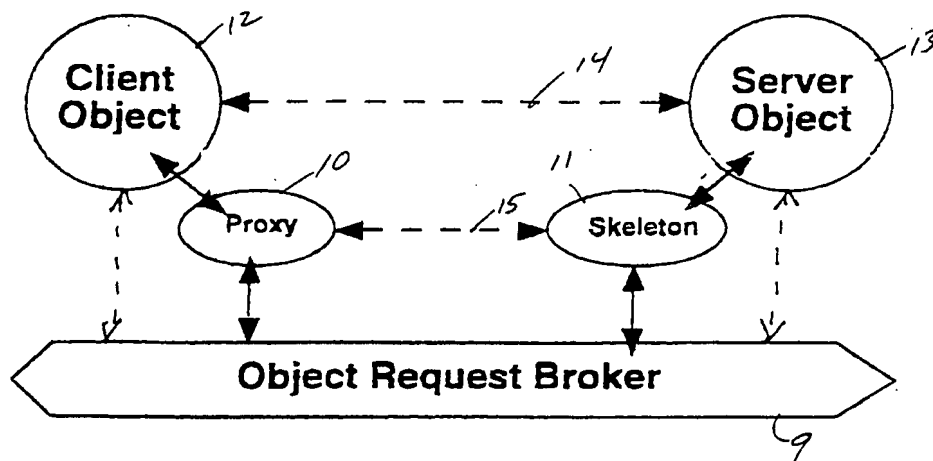 12
13
Client
Object
14
Server
Object
10
11
Proxy
15
Skeleton
Object Request Broker
9